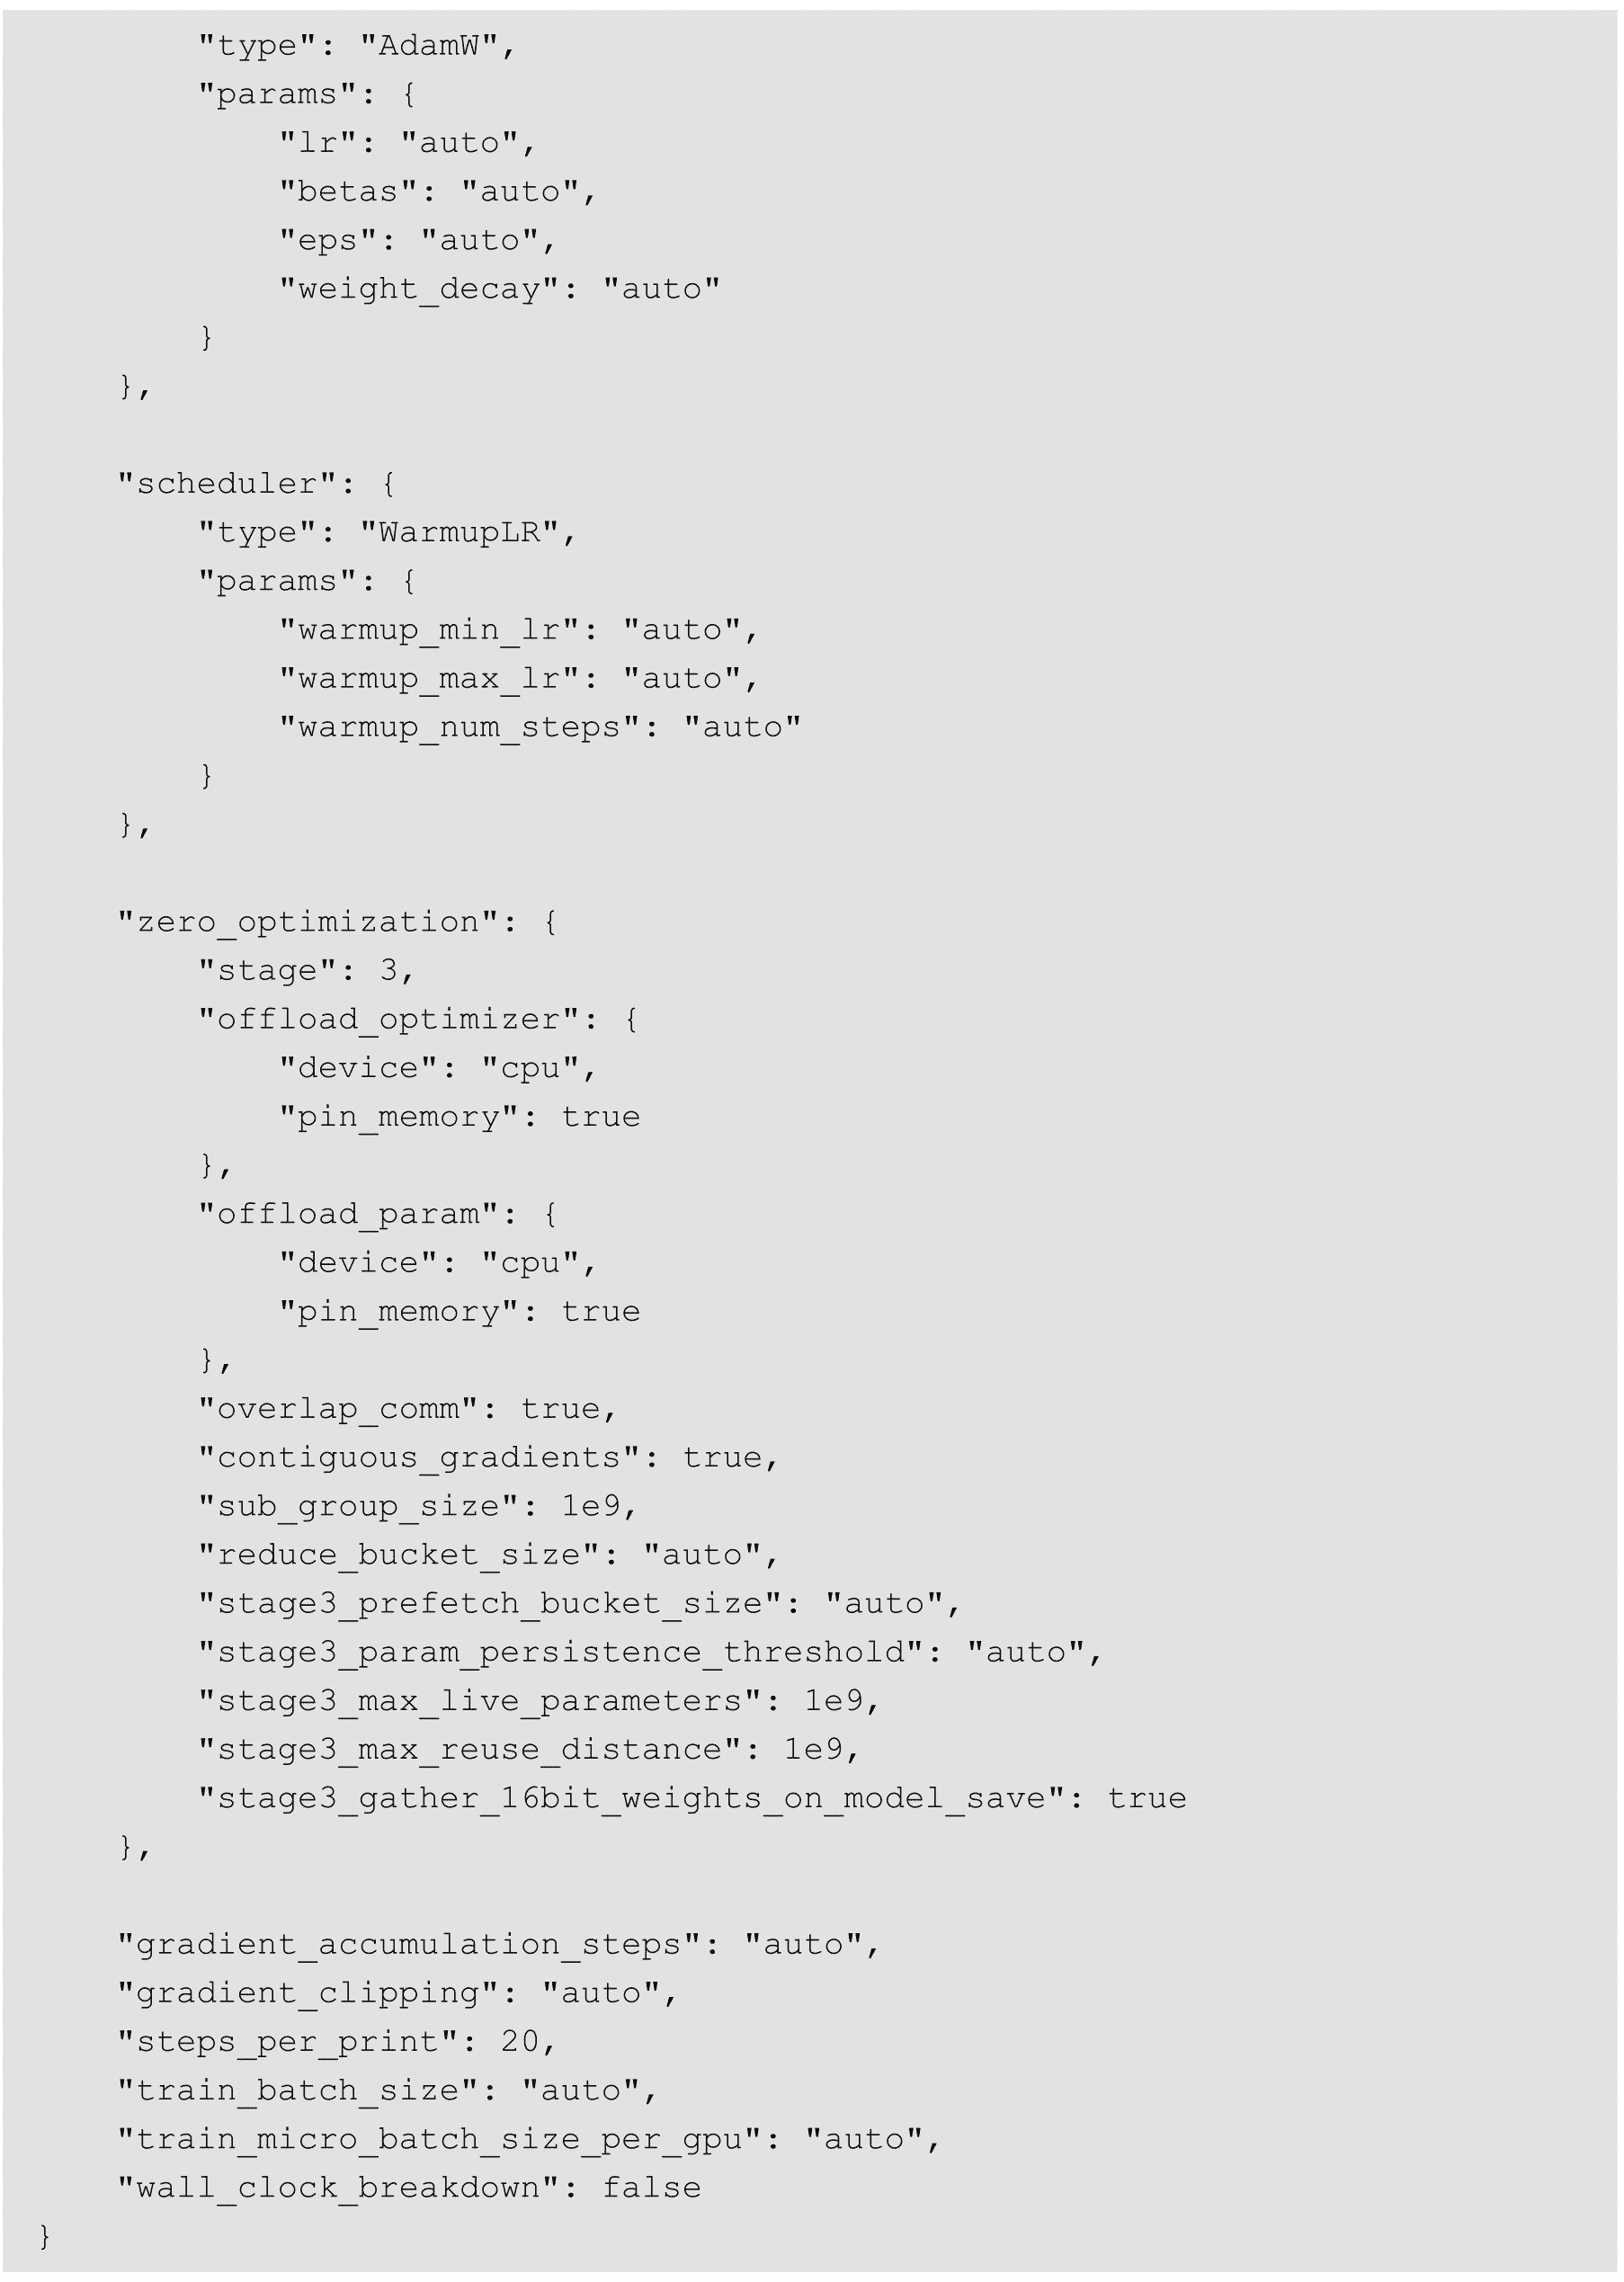 "type": "AdamW",
"params": {
"lr": "auto",
"betas": "auto",
"eps": "auto",
"weight_decay": "auto"
}
},
"scheduler": {
"type": "WarmupLR",
"params": {
"warmup_min_lr": "auto",
"warmup_max_lr": "auto",
"warmup_num_steps": "auto"
}
},
"zero_optimization": {
"stage": 3,
"offload_optimizer": {
"device": "cpu",
"pin_memory": true
},
"offload_param": {
"device": "cpu",
"pin_memory": true
},
"overlap_comm": true,
"contiguous_gradients": true,
"sub_group_size": 1e9,
"reduce_bucket_size": "auto",
"stage3_prefetch_bucket_size": "auto",
"stage3_param_persistence_threshold": "auto",
"stage3_max_live_parameters": 1e9,
"stage3_max_reuse_distance": 1e9,
"stage3_gather_16bit_weights_on_model_save": true
},
"gradient_accumulation_steps": "auto",
"gradient_clipping": "auto",
"steps_per_print": 20,
"train_batch_size": "auto",
"train_micro_batch_size_per_gpu": "auto",
"wall_clock_breakdown": false
}